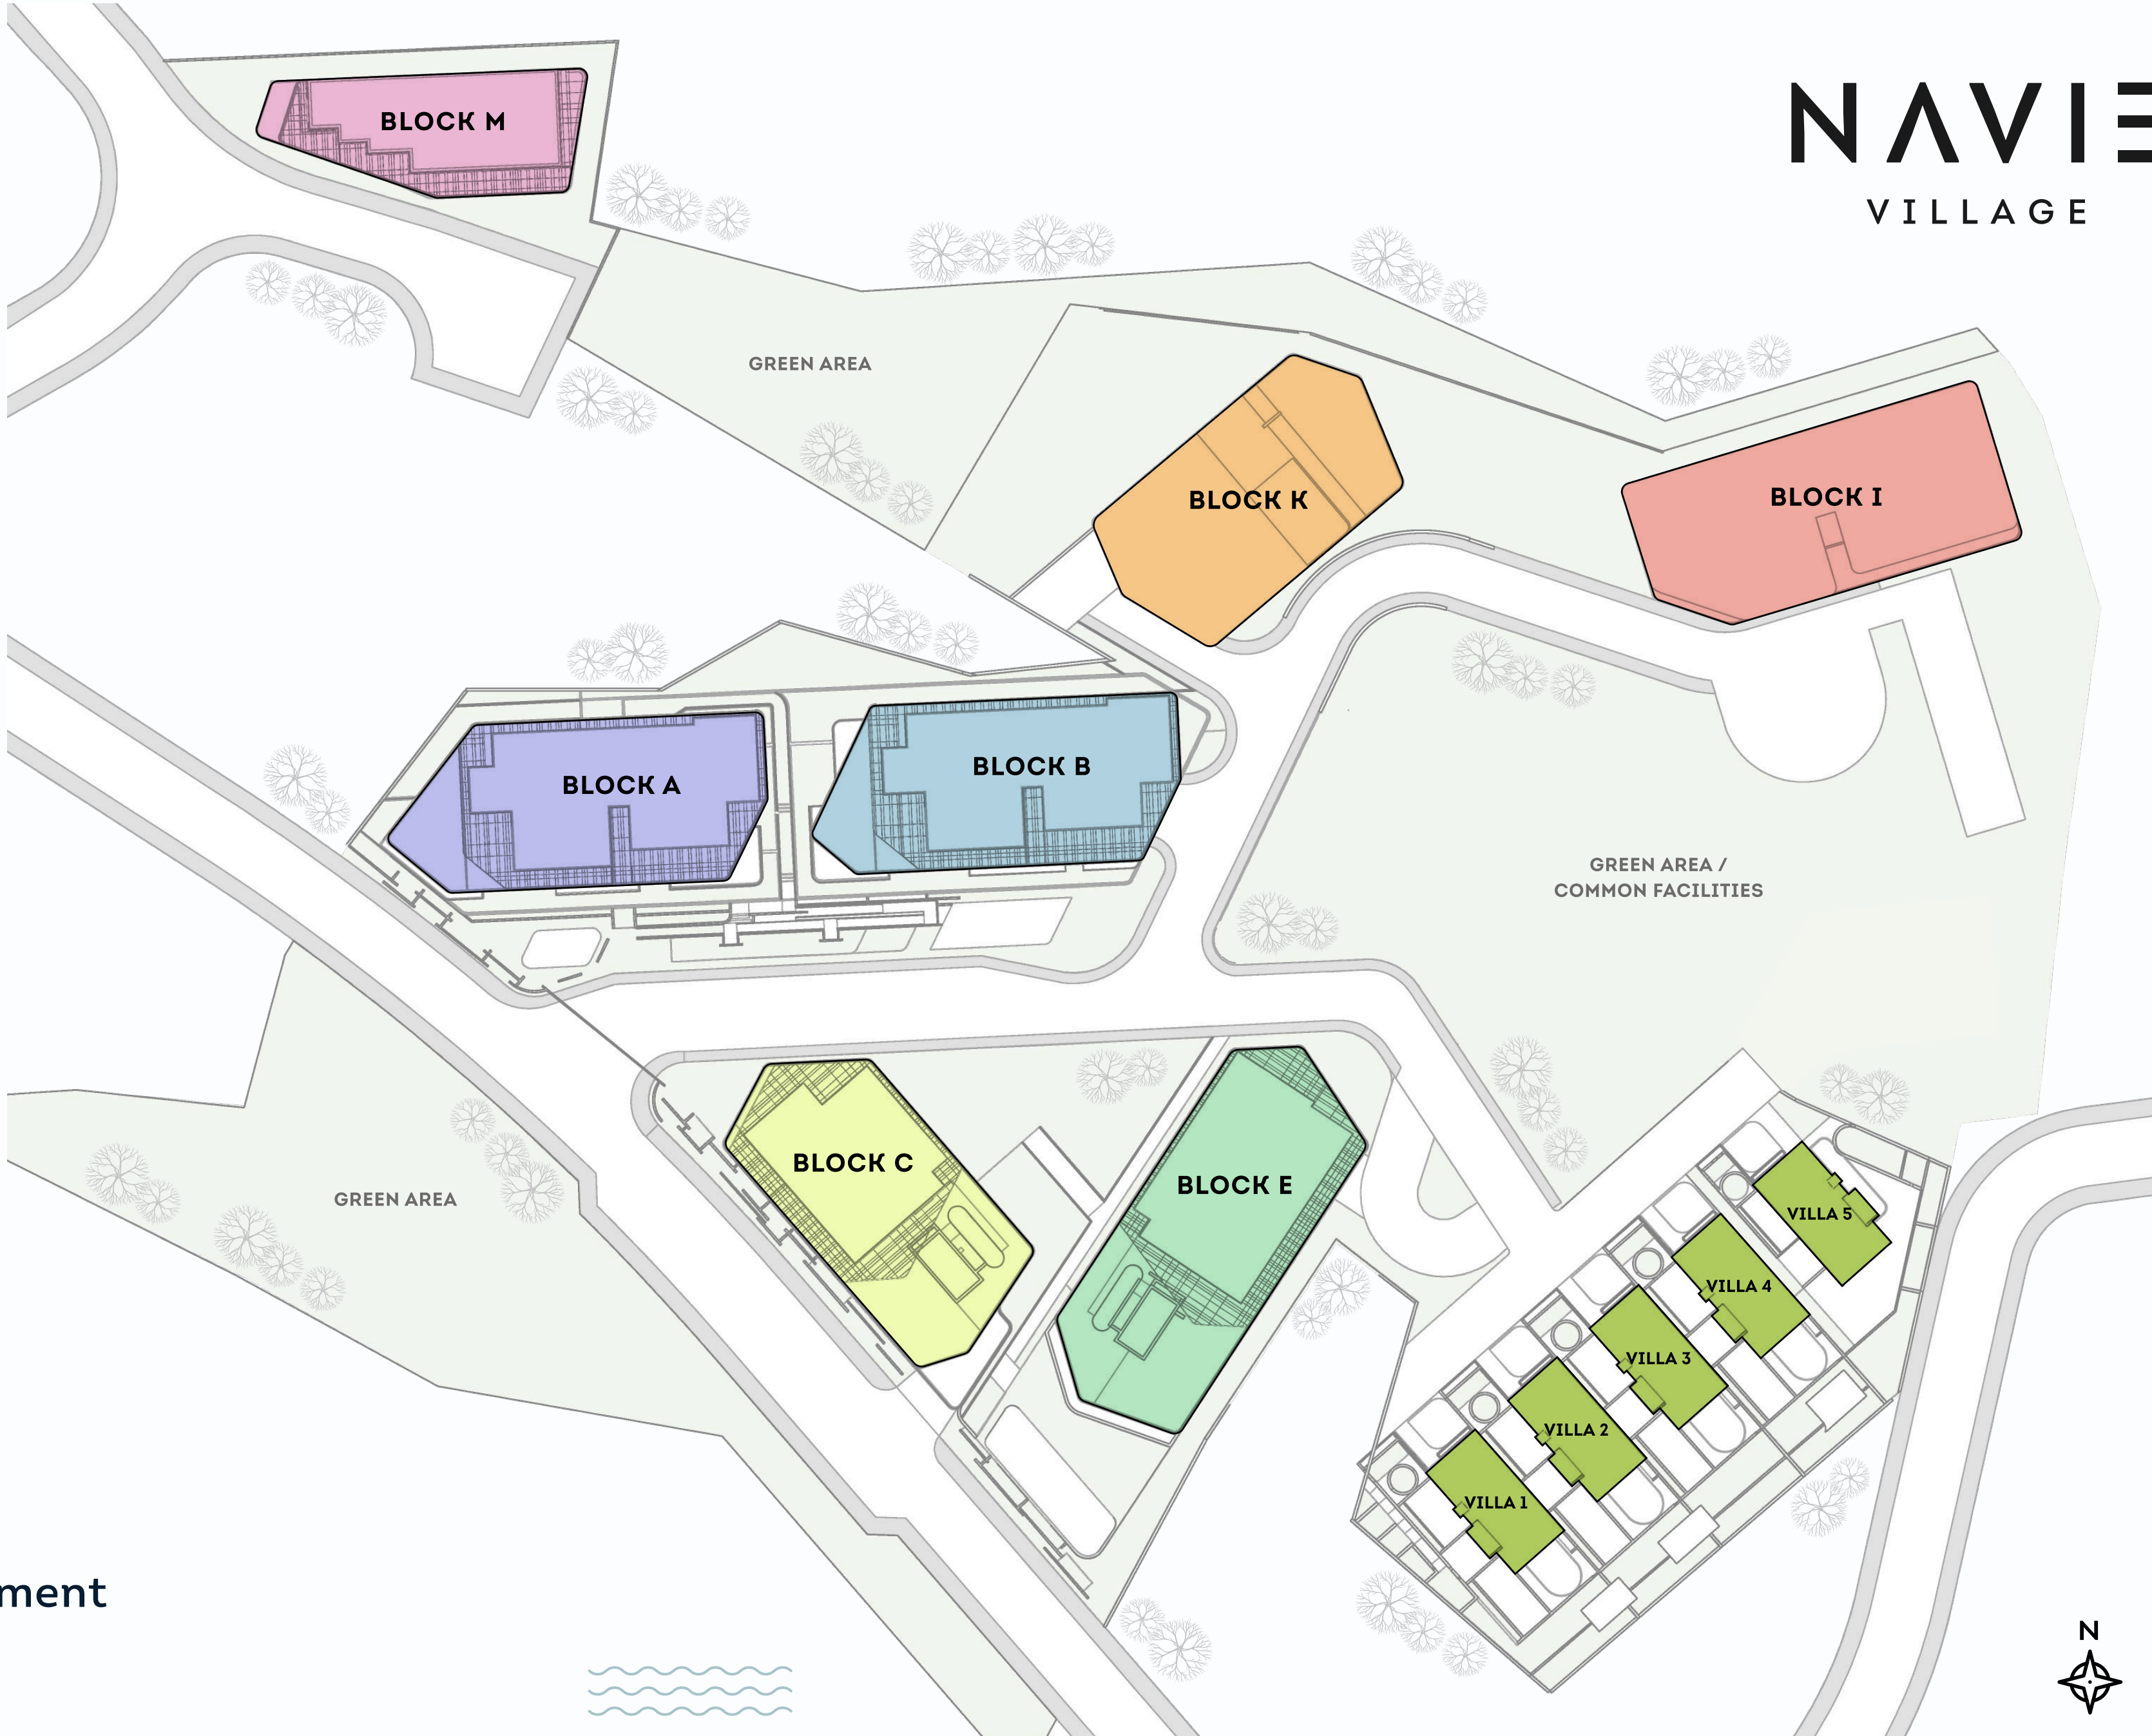 BLOCK M
NAVIE
VILLAGE
GREEN AREA
BLOCK K
BLOCK I
BLOCK A
BLOCK B
GREEN AREA /
COMMON FACILITIES
BLOCK C
BLOCK E
GREEN AREA
VILLA 5
VILLA 4
VILLA 3
VILLA 2
VILLA 1
ment
N